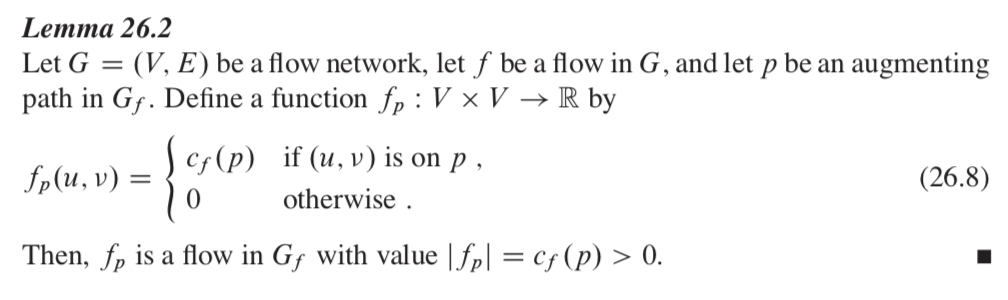 Lemma 26.2
Let G = (V, E) be a flow network, let f be a flow in G, and let p be an augmenting
path in G_f. Define a function f_p : V × V → ℝ by
f_p(u, v) = { c_f(p) if (u, v) is on p ,
0 otherwise .
(26.8)
Then, f_p is a flow in G_f with value |f_p| = c_f(p) > 0. ■